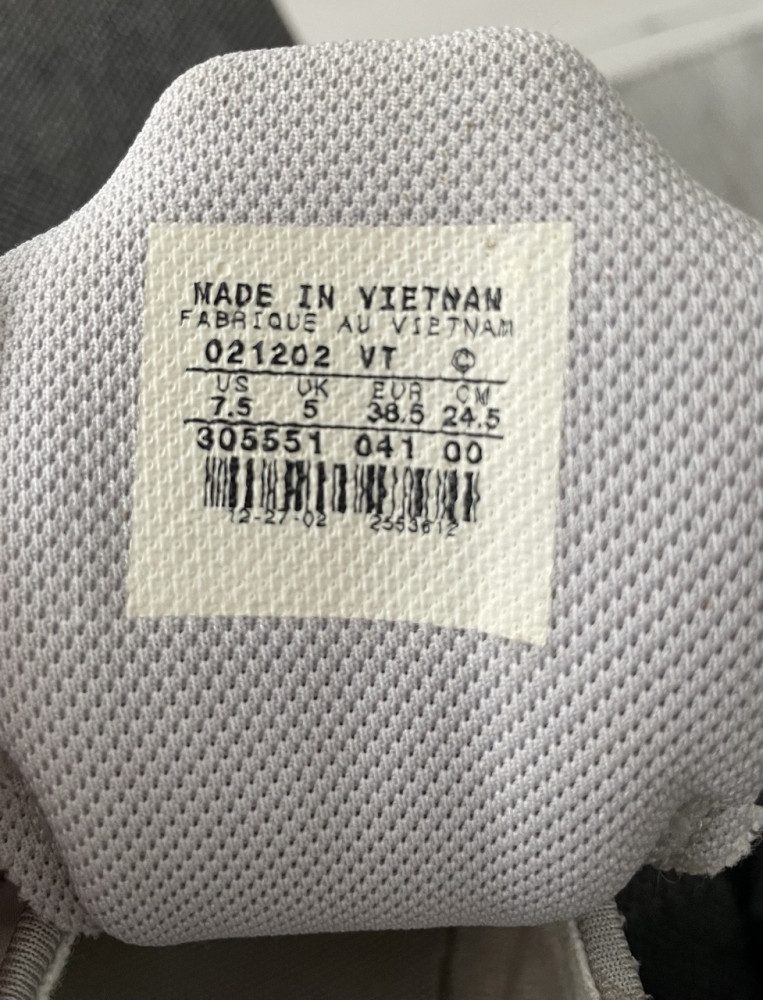 MADE IN VIETNAM
FABRIQUE AU VIETNAM
021202 VT ©
US UK EUR CM
7.5 5 38.5 24.5
305551 041 00
12-27-02 2553612